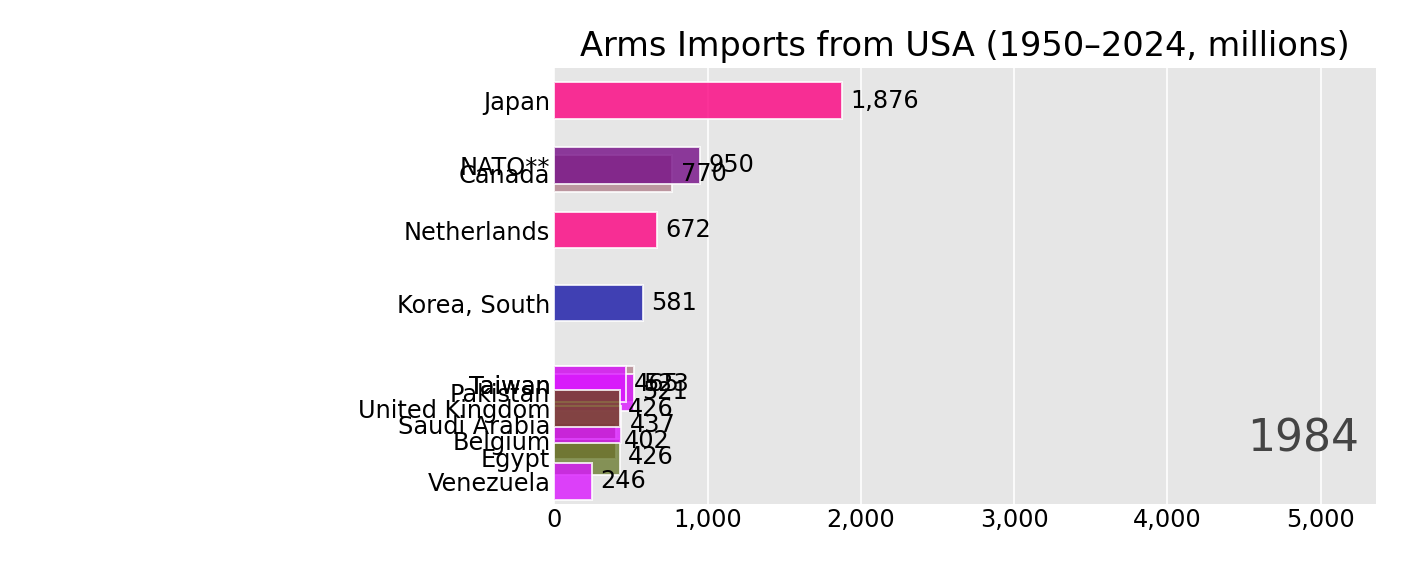 Arms Imports from USA (1950–2024, millions)
Japan 1,876
NATO** 950
Canada 770
Netherlands 672
Korea, South 581
Taiwan 465
Pakistan 521
United Kingdom 426
Saudi Arabia 437
Belgium 402
Egypt 426
Venezuela 246
1984
0 1,000 2,000 3,000 4,000 5,000